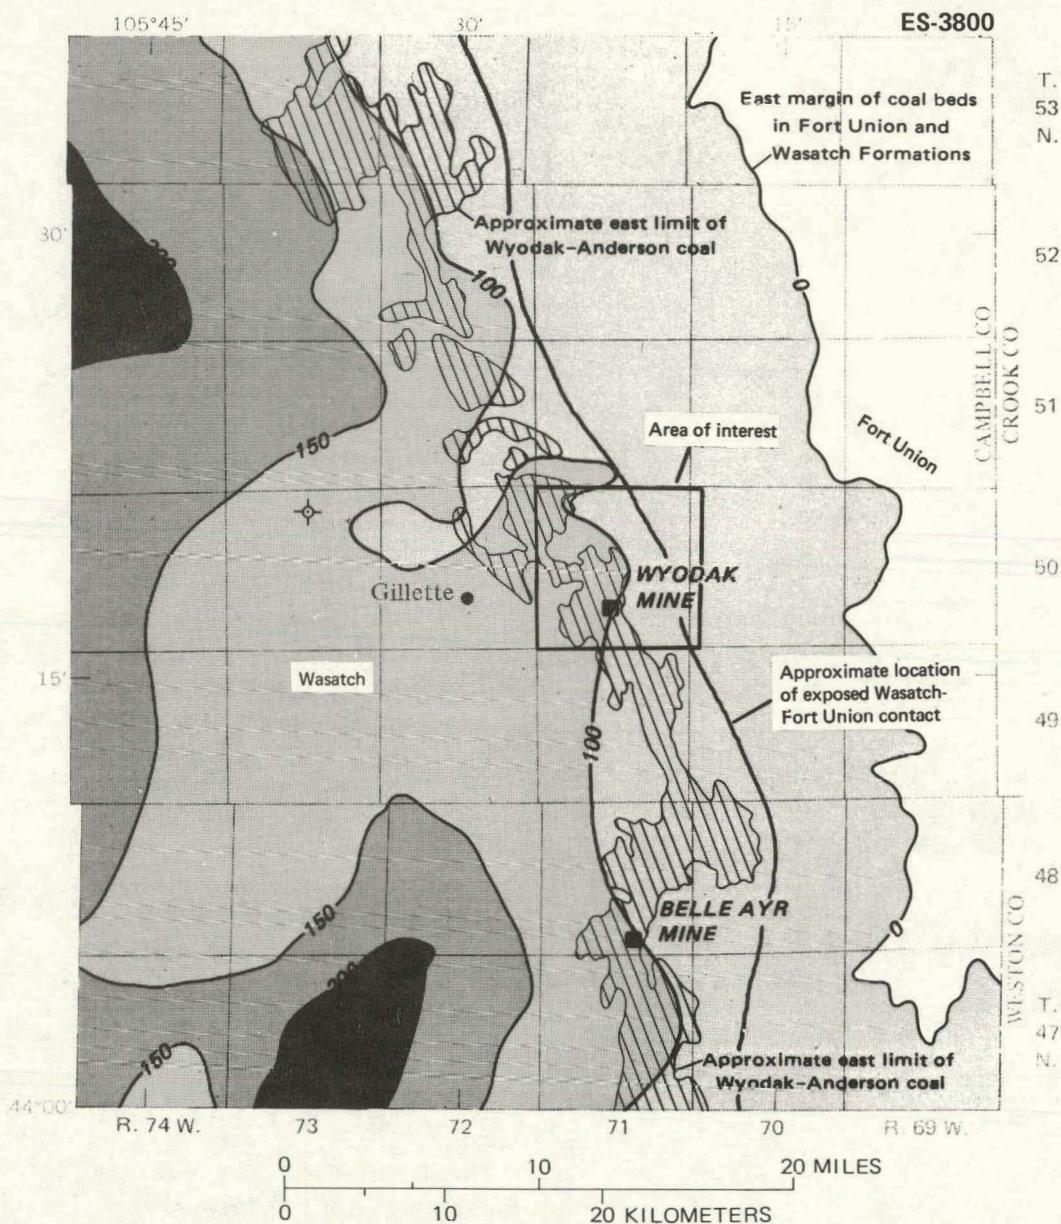 105°45'
30'
15'
ES-3800
T.
53
N.
East margin of coal beds
in Fort Union and
Wasatch Formations
30'
Approximate east limit of
Wyodak-Anderson coal
52
200
100
0
CAMPBELL CO
CROOK CO
51
150
Area of interest
Fort Union
50
Gillette
WYODAK
MINE
15'
Wasatch
Approximate location
of exposed Wasatch-
Fort Union contact
49
100
48
150
BELLE AYR
MINE
0
WESTON CO
200
T.
47
N.
150
Approximate east limit of
Wyodak-Anderson coal
44°00'
R. 74 W.
73
72
71
70
R. 69 W.
0
10
20 MILES
0
10
20 KILOMETERS